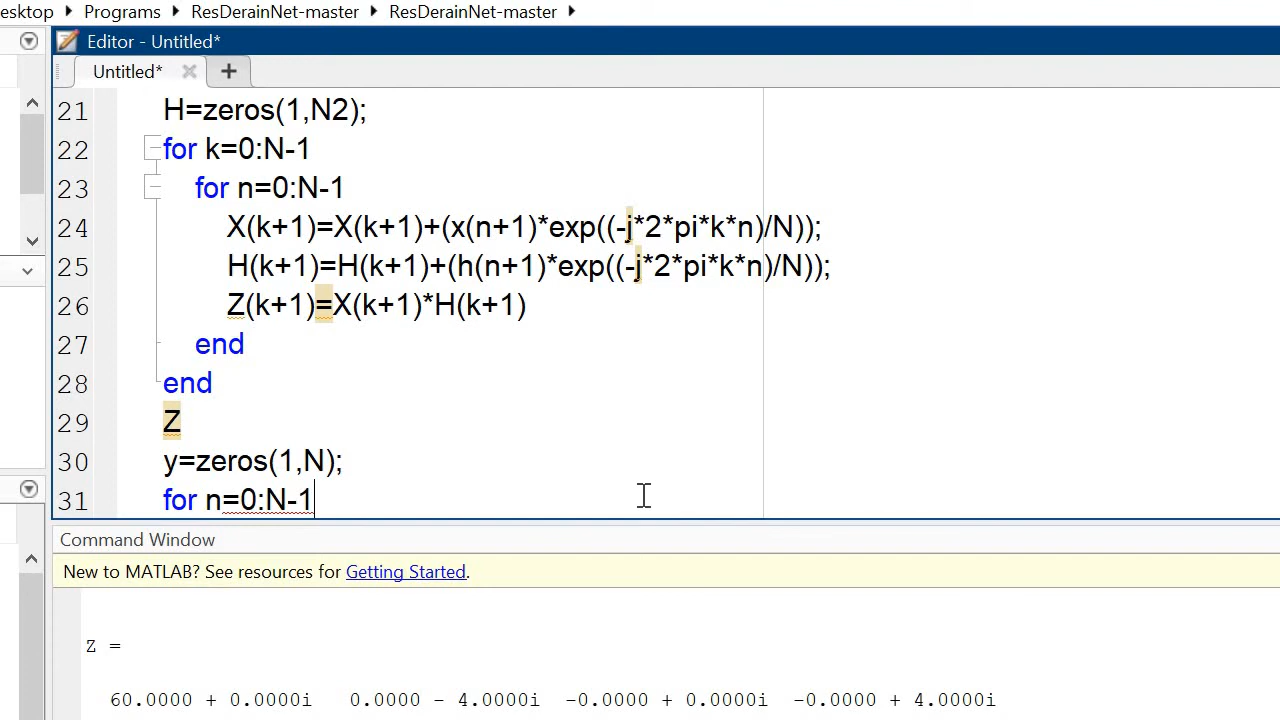 esktop ▸ Programs ▸ ResDerainNet-master ▸ ResDerainNet-master ▸
Editor - Untitled*
Untitled* × +
21 H=zeros(1,N2);
22 for k=0:N-1
23 for n=0:N-1
24 X(k+1)=X(k+1)+(x(n+1)*exp((-j*2*pi*k*n)/N));
25 H(k+1)=H(k+1)+(h(n+1)*exp((-j*2*pi*k*n)/N));
26 Z(k+1)=X(k+1)*H(k+1)
27 end
28 end
29 Z
30 y=zeros(1,N);
31 for n=0:N-1
Command Window
New to MATLAB? See resources for Getting Started.
Z =
60.0000 + 0.0000i 0.0000 - 4.0000i -0.0000 + 0.0000i -0.0000 + 4.0000i